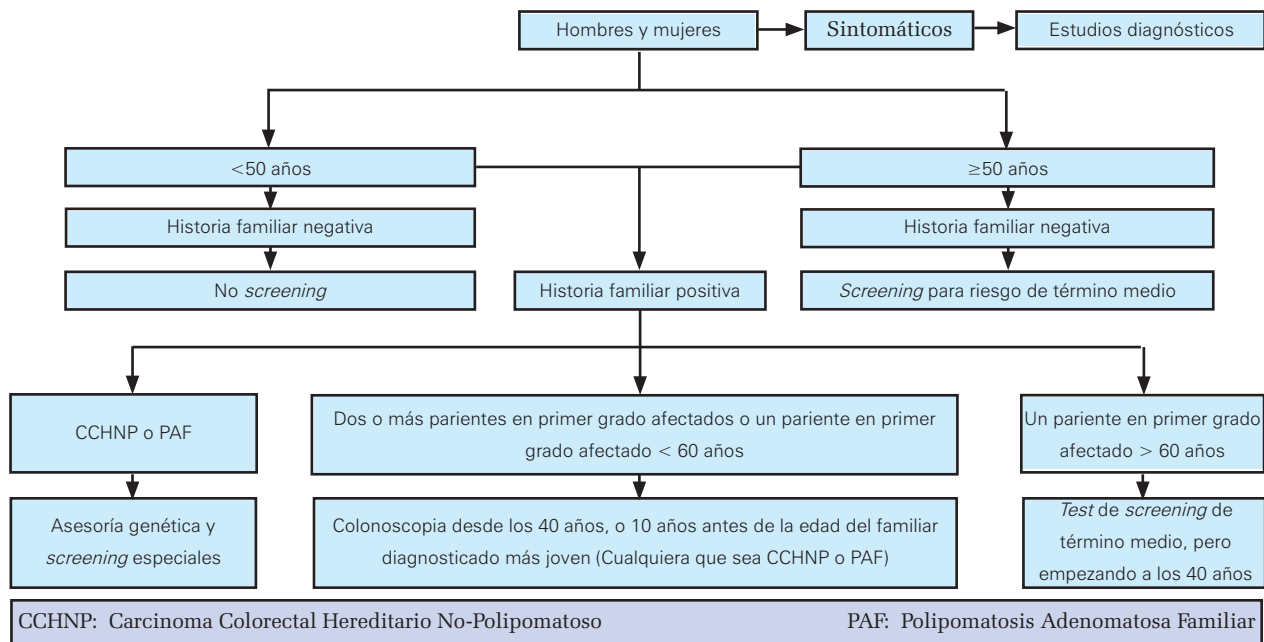 Hombres y mujeres
Sintomáticos
Estudios diagnósticos
<50 años
≥50 años
Historia familiar negativa
Historia familiar negativa
No screening
Historia familiar positiva
Screening para riesgo de término medio
CCHNP o PAF
Dos o más parientes en primer grado afectados o un pariente en primer
grado afectado < 60 años
Un pariente en primer grado
afectado > 60 años
Asesoría genética y
screening especiales
Colonoscopia desde los 40 años, o 10 años antes de la edad del familiar
diagnosticado más joven (Cualquiera que sea CCHNP o PAF)
Test de screening de
término medio, pero
empezando a los 40 años
CCHNP: Carcinoma Colorectal Hereditario No-Polipomatoso
PAF: Polipomatosis Adenomatosa Familiar